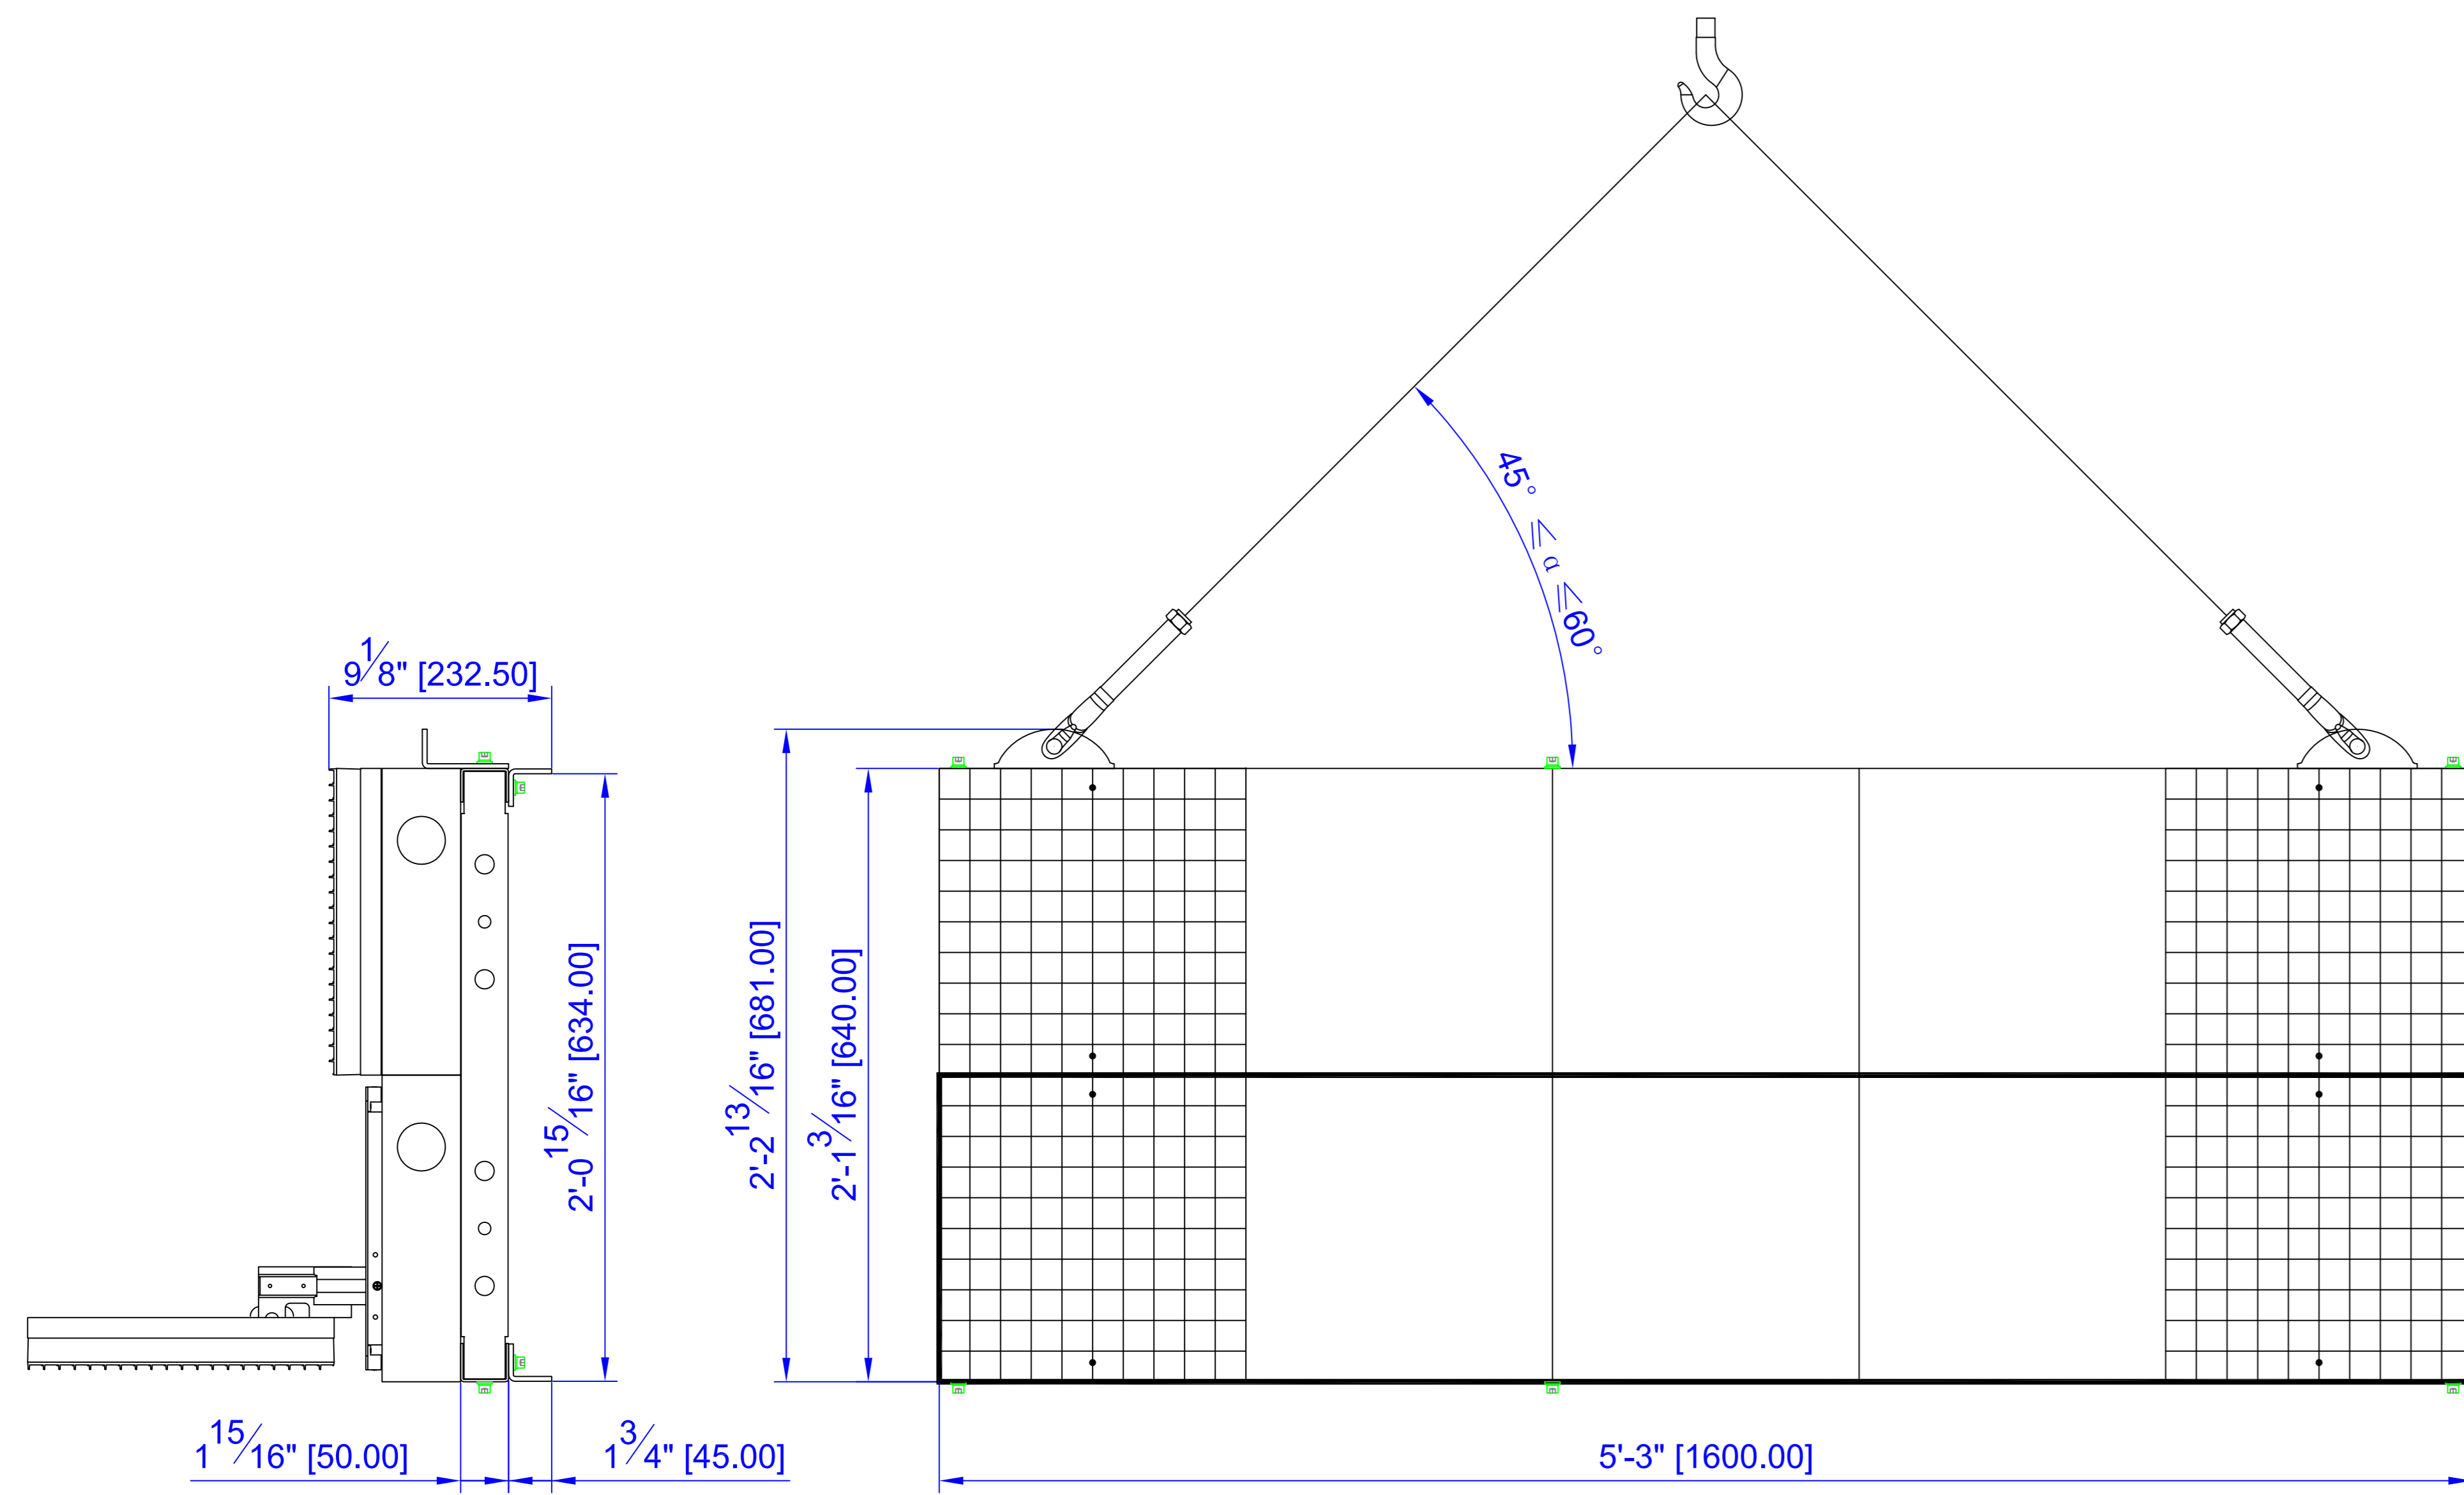 45° ≤ α ≤60°
9 1/8" [232.50]
2'-0 15/16" [634.00]
2'-2 13/16" [681.00]
2'-1 3/16" [640.00]
1 15/16" [50.00]
1 3/4" [45.00]
5'-3" [1600.00]